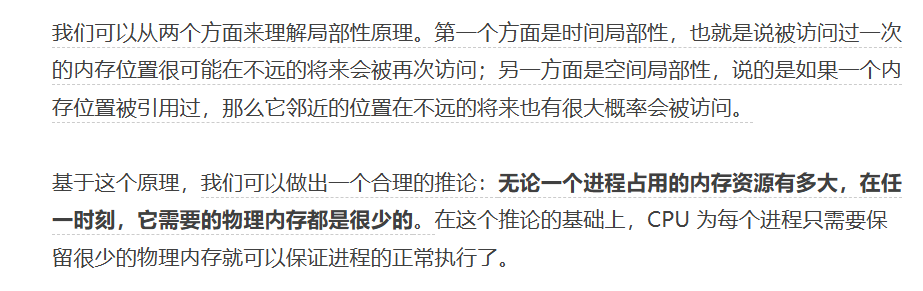 我们可以从两个方面来理解局部性原理。第一个方面是时间局部性，也就是说被访问过一次
的内存位置很可能在不远的将来会被再次访问；另一方面是空间局部性，说的是如果一个内
存位置被引用过，那么它邻近的位置在不远的将来也有很大概率会被访问。
基于这个原理，我们可以做出一个合理的推论：无论一个进程占用的内存资源有多大，在任
一时刻，它需要的物理内存都是很少的。在这个推论的基础上，CPU 为每个进程只需要保
留很少的物理内存就可以保证进程的正常执行了。